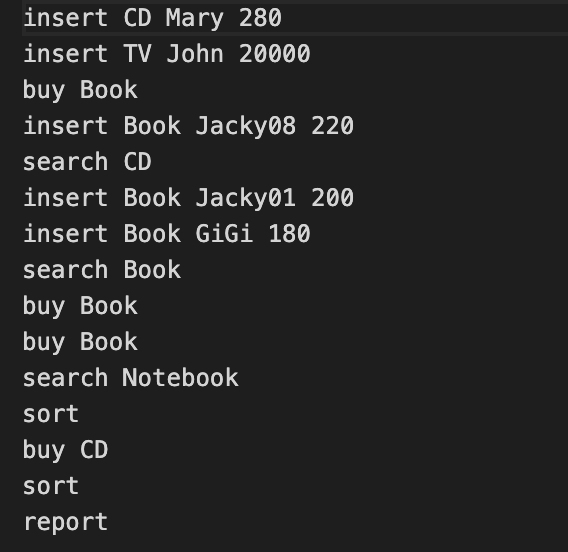 insert CD Mary 280
insert TV John 20000
buy Book
insert Book Jacky08 220
search CD
insert Book Jacky01 200
insert Book GiGi 180
search Book
buy Book
buy Book
search Notebook
sort
buy CD
sort
report